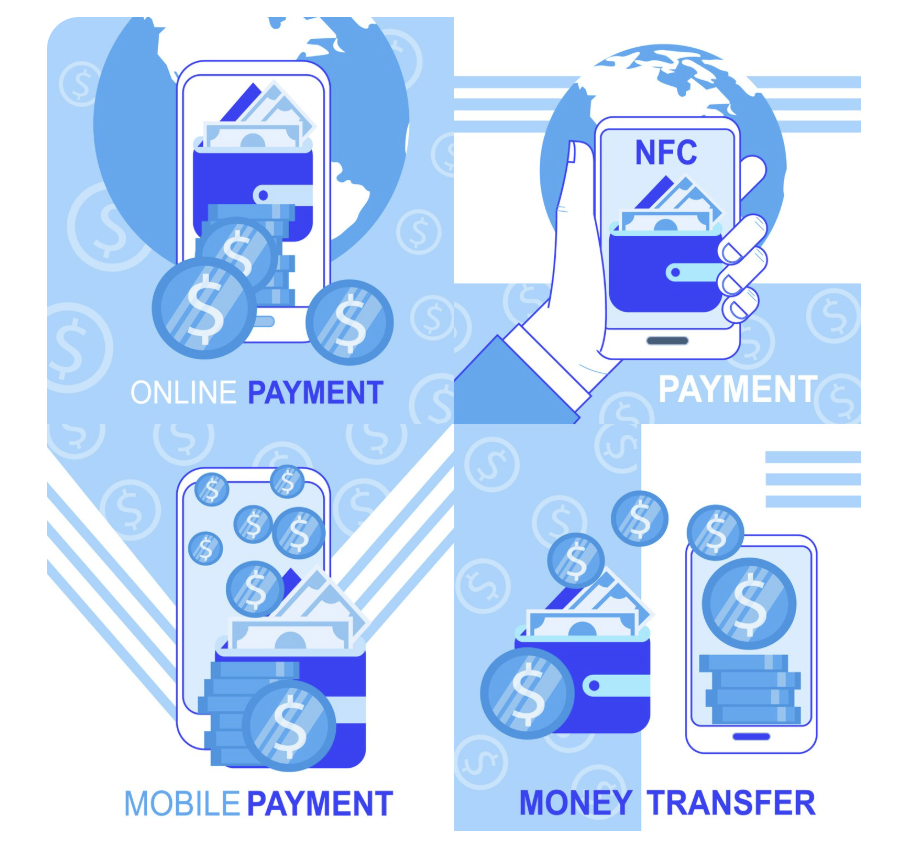 ONLINE PAYMENT
NFC
PAYMENT
MOBILE PAYMENT
MONEY TRANSFER